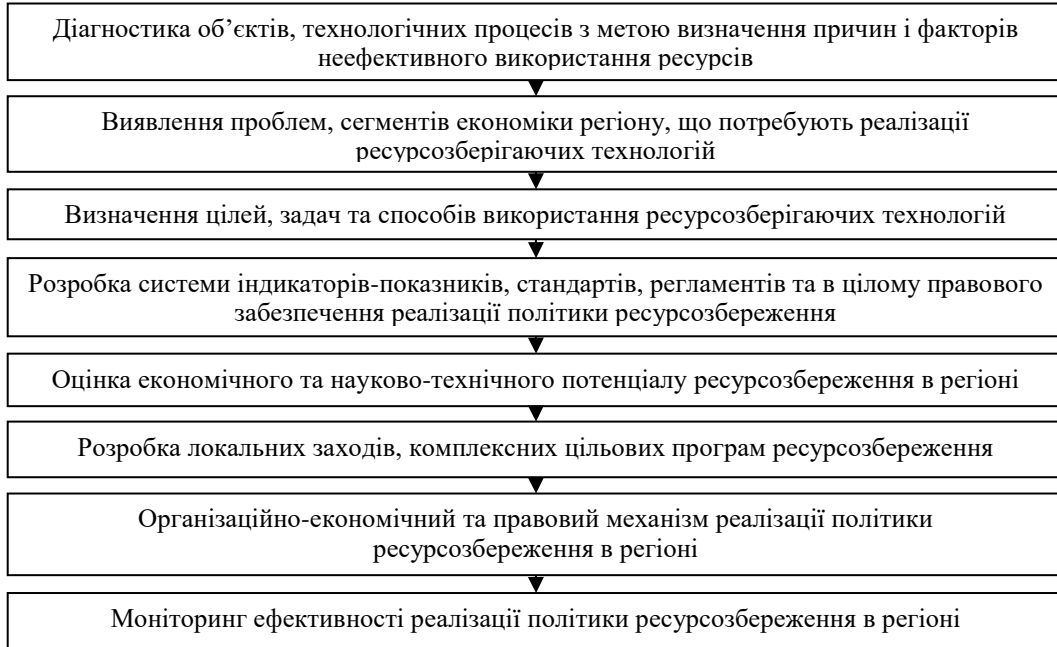 Діагностика об’єктів, технологічних процесів з метою визначення причин і факторів
неефективного використання ресурсів
Виявлення проблем, сегментів економіки регіону, що потребують реалізації
ресурсозберігаючих технологій
Визначення цілей, задач та способів використання ресурсозберігаючих технологій
Розробка системи індикаторів-показників, стандартів, регламентів та в цілому правового
забезпечення реалізації політики ресурсозбереження
Оцінка економічного та науково-технічного потенціалу ресурсозбереження в регіоні
Розробка локальних заходів, комплексних цільових програм ресурсозбереження
Організаційно-економічний та правовий механізм реалізації політики
ресурсозбереження в регіоні
Моніторинг ефективності реалізації політики ресурсозбереження в регіоні